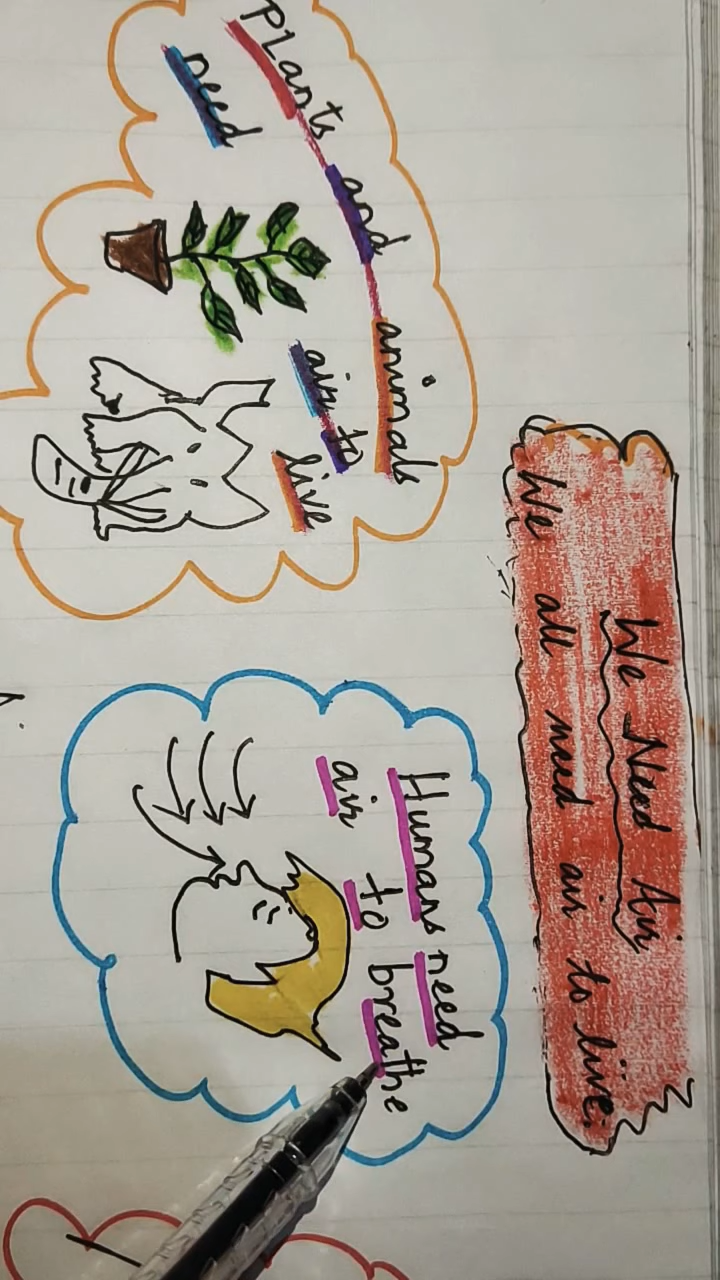 We Need Air
We all need air to live.
Plants and animals
need air to live
Humans need
air to breathe